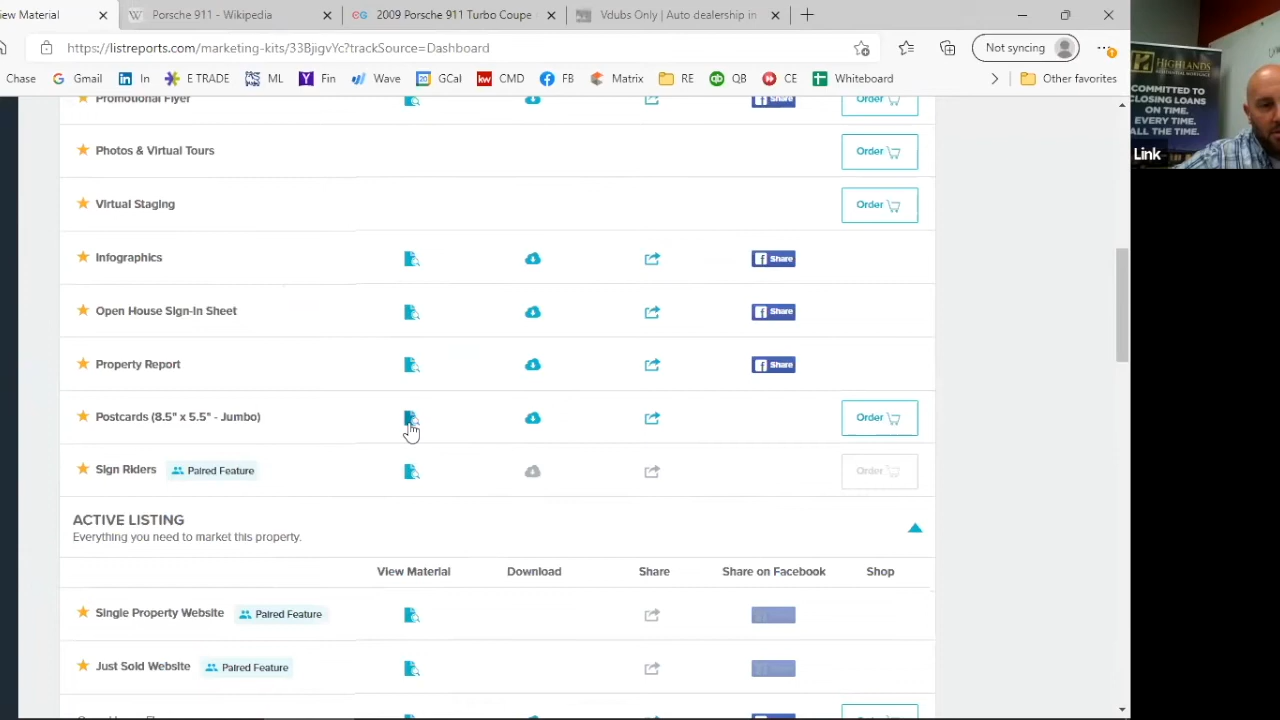 ew Material
Porsche 911 - Wikipedia
2009 Porsche 911 Turbo Coupe
Vdubs Only | Auto dealership in
https://listreports.com/marketing-kits/33BjigvYc?trackSource=Dashboard
Not syncing
Chase
Gmail
In
E TRADE
ML
Fin
Wave
GCal
CMD
FB
Matrix
RE
QB
CE
Whiteboard
Other favorites
Promotional Flyer
Share
Order
Photos & Virtual Tours
Order
Virtual Staging
Order
Infographics
Share
Open House Sign-In Sheet
Share
Property Report
Share
Postcards (8.5" x 5.5" - Jumbo)
Order
Sign Riders
Paired Feature
Order
ACTIVE LISTING
Everything you need to market this property.
View Material
Download
Share
Share on Facebook
Shop
Single Property Website
Paired Feature
Just Sold Website
Paired Feature
HIGHLANDS
RESIDENTIAL MORTGAGE
COMMITTED TO
CLOSING LOANS
ON TIME.
EVERY TIME.
ALL THE TIME.
Link